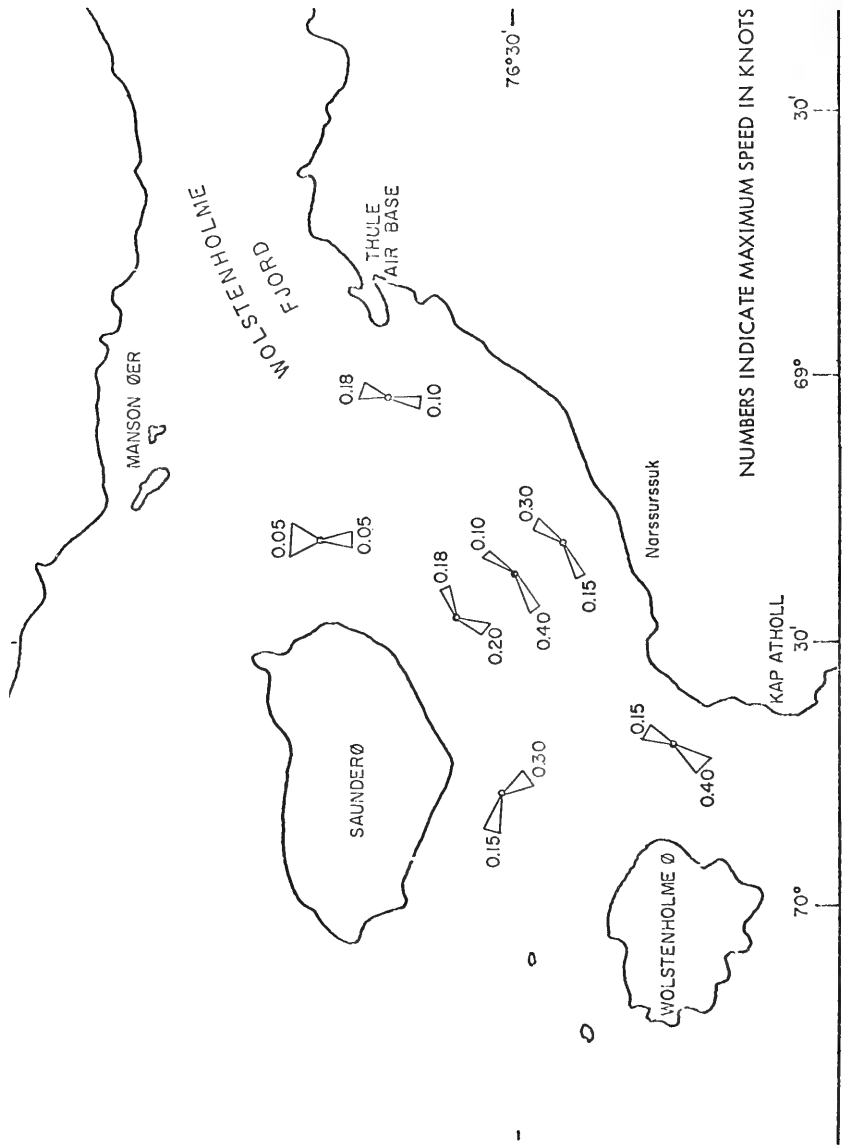 76°30'
WOLSTENHOLME
FJORD
MANSON ØER
THULE
AIR BASE
0.18
0.10
0.05
0.05
0.18
0.20
0.10
0.40
0.30
0.15
SAUNDERØ
0.15
0.30
Narssurssuk
0.15
0.40
KAP ATHOLL
WOLSTENHOLME Ø
70°
30'
69°
30'
NUMBERS INDICATE MAXIMUM SPEED IN KNOTS